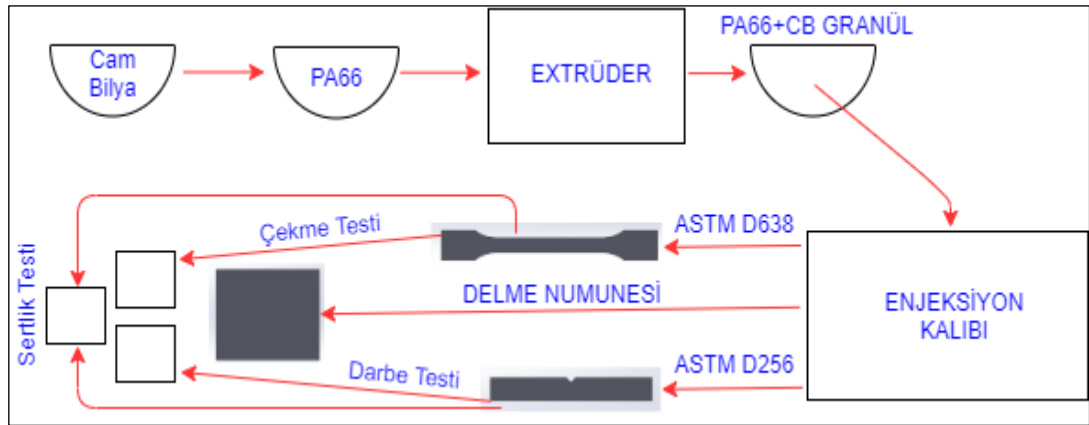 Cam
Bilya
PA66
EXTRÜDER
PA66+CB GRANÜL
Çekme Testi
ASTM D638
Sertlik Testi
DELME NUMUNESİ
ENJEKSİYON
KALIBI
Darbe Testi
ASTM D256